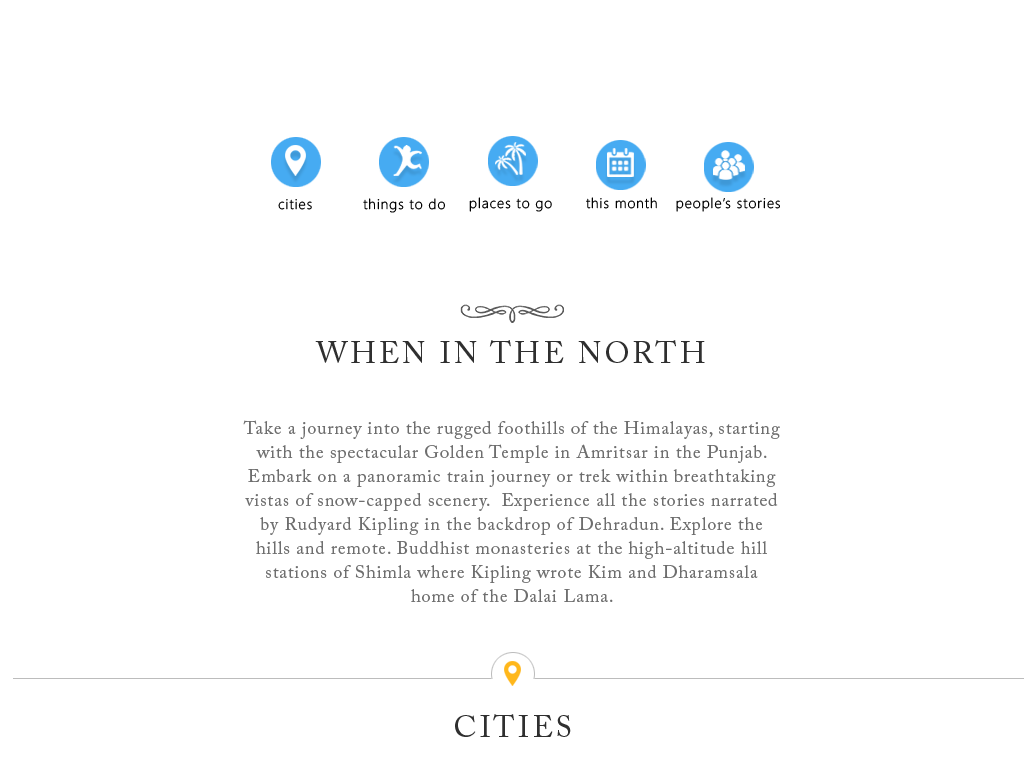 cities
things to do
places to go
this month
people's stories
WHEN IN THE NORTH
Take a journey into the rugged foothills of the Himalayas, starting
with the spectacular Golden Temple in Amritsar in the Punjab.
Embark on a panoramic train journey or trek within breathtaking
vistas of snow-capped scenery.  Experience all the stories narrated
by Rudyard Kipling in the backdrop of Dehradun. Explore the
hills and remote. Buddhist monasteries at the high-altitude hill
stations of Shimla where Kipling wrote Kim and Dharamsala
home of the Dalai Lama.
CITIES